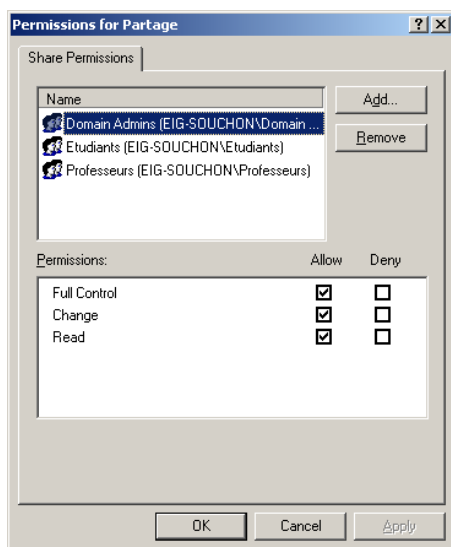 Permissions for Partage
Share Permissions
Name
Add...
Domain Admins (EIG-SOUCHON\Domain ...
Etudiants (EIG-SOUCHON\Etudiants)
Remove
Professeurs (EIG-SOUCHON\Professeurs)
Permissions: Allow Deny
Full Control
Change
Read
OK Cancel Apply